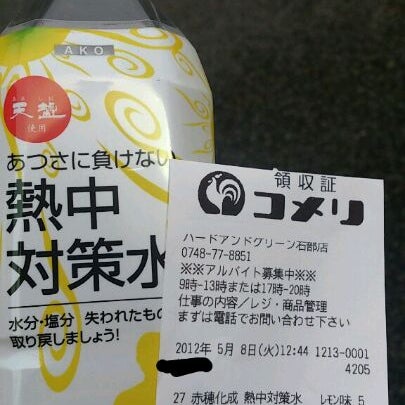 AKO
あましお
天塩
使用
あつさに負けない
熱中
対策水
水分・塩分 失われたもの
取り戻しましょう!
領収証
コメリ
ハードアンドグリーン石部店
0748-77-8851
※※アルバイト募集中※※
9時-13時または17時-20時
仕事の内容/レジ・商品管理
まずは電話でお問い合わせ下さい
2012年 5月 8日(火)12:44 1213-0001
4205
27 赤穂化成 熱中対策水 レモン味 5